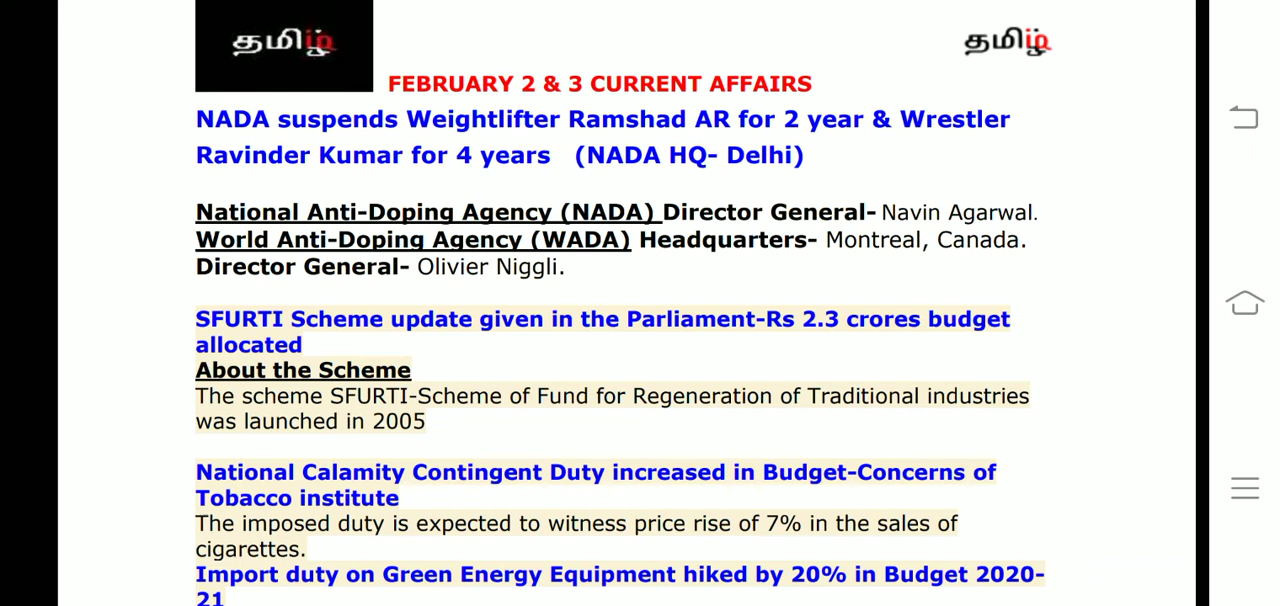 தமிழ் தமிழ்
FEBRUARY 2 & 3 CURRENT AFFAIRS
NADA suspends Weightlifter Ramshad AR for 2 year & Wrestler
Ravinder Kumar for 4 years (NADA HQ- Delhi)
National Anti-Doping Agency (NADA) Director General- Navin Agarwal.
World Anti-Doping Agency (WADA) Headquarters- Montreal, Canada.
Director General- Olivier Niggli.
SFURTI Scheme update given in the Parliament-Rs 2.3 crores budget
allocated
About the Scheme
The scheme SFURTI-Scheme of Fund for Regeneration of Traditional industries
was launched in 2005
National Calamity Contingent Duty increased in Budget-Concerns of
Tobacco institute
The imposed duty is expected to witness price rise of 7% in the sales of
cigarettes.
Import duty on Green Energy Equipment hiked by 20% in Budget 2020-
21